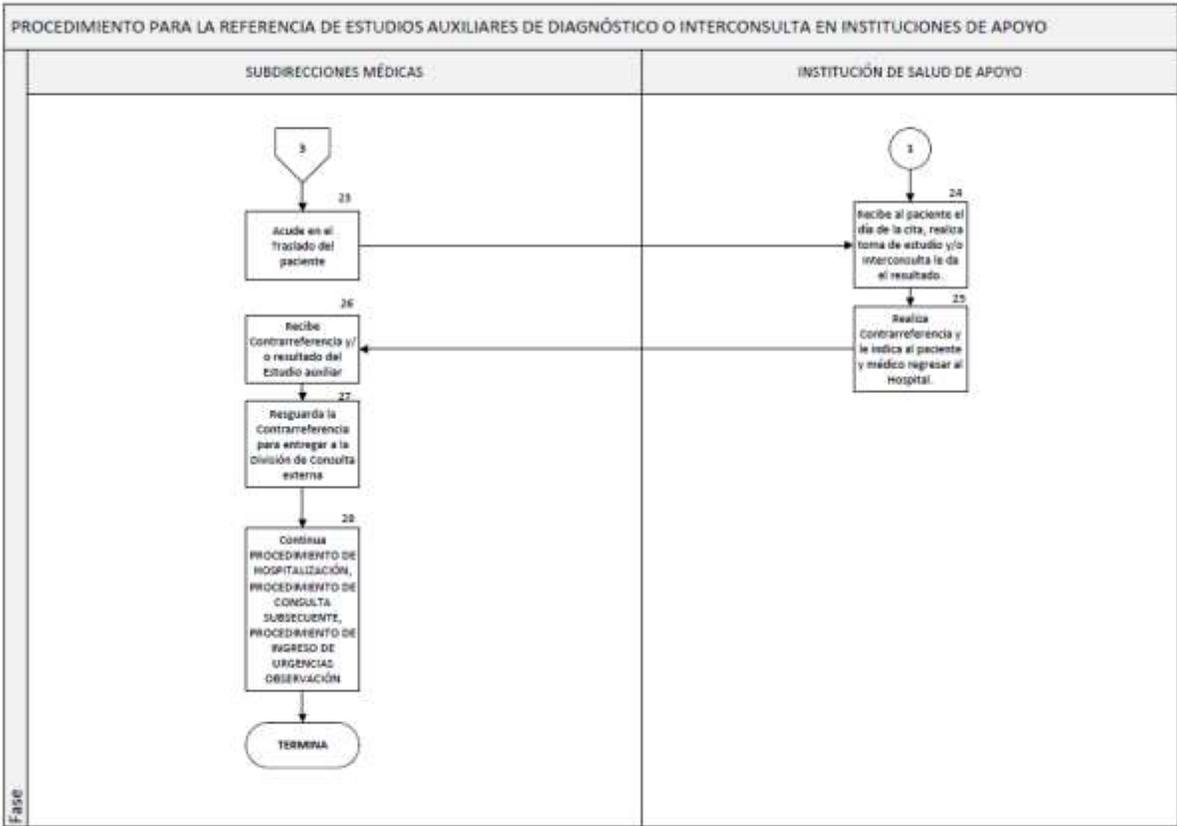 PROCEDIMIENTO PARA LA REFERENCIA DE ESTUDIOS AUXILIARES DE DIAGNÓSTICO O INTERCONSULTA EN INSTITUCIONES DE APOYO
SUBDIRECCIONES MÉDICAS
INSTITUCIÓN DE SALUD DE APOYO
3
23
Acude en el
Traslado del
paciente
1
24
Recibe al paciente el
día de la cita, realiza
toma de estudio y/o
interconsulta le da
el resultado.
25
Realiza
Contrarreferencia y
le indica al paciente
y médico regresar al
Hospital.
26
Recibe
Contrarreferencia y/
o resultado del
Estudio auxiliar
27
Resguarda la
Contrarreferencia
para entregar a la
División de Consulta
externa
28
Continua
PROCEDIMIENTO DE
HOSPITALIZACIÓN,
PROCEDIMIENTO DE
CONSULTA
SUBSECUENTE,
PROCEDIMIENTO DE
INGRESO DE
URGENCIAS
OBSERVACIÓN
TERMINA
Fase